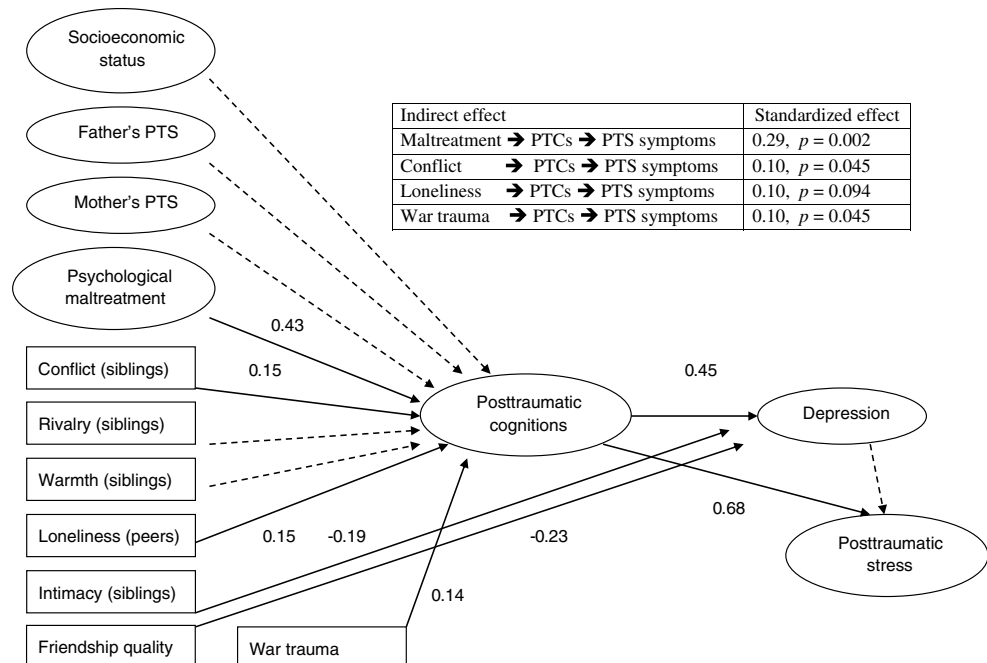 Socioeconomic
status
Father's PTS
Mother's PTS
Psychological
maltreatment
Conflict (siblings)
Rivalry (siblings)
Warmth (siblings)
Loneliness (peers)
Intimacy (siblings)
Friendship quality
War trauma
Indirect effect Standardized effect
Maltreatment ➔ PTCs ➔ PTS symptoms 0.29, p = 0.002
Conflict ➔ PTCs ➔ PTS symptoms 0.10, p = 0.045
Loneliness ➔ PTCs ➔ PTS symptoms 0.10, p = 0.094
War trauma ➔ PTCs ➔ PTS symptoms 0.10, p = 0.045
0.43
0.15
0.15
-0.19
-0.23
0.14
Posttraumatic
cognitions
0.45
0.68
Depression
Posttraumatic
stress